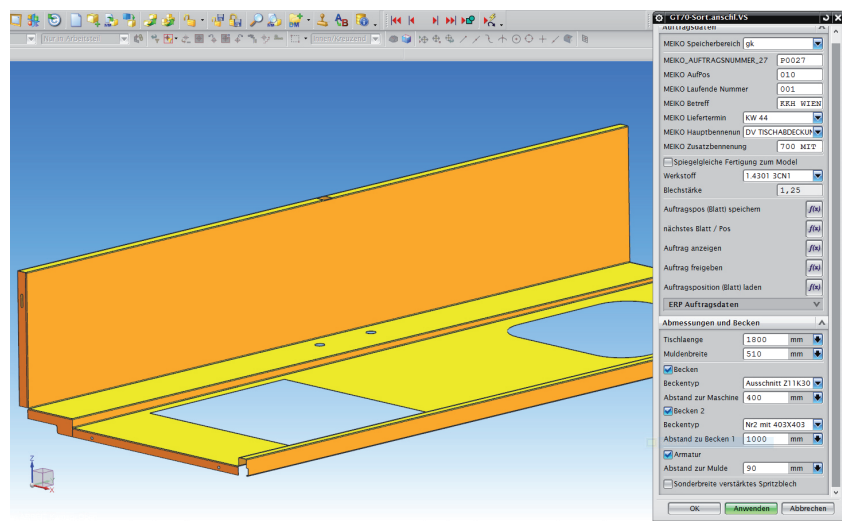 GT70-Sort.anschl.VS
Auftragsdaten
MEIKO Speicherbereich gk
MEIKO_AUFTRAGSNUMMER_27 P0027
MEIKO AufPos 010
MEIKO Laufende Nummer 001
MEIKO Betreff KKH WIEN
MEIKO Liefertermin KW 44
MEIKO Hauptbennenun DV TISCHABDECKUN
MEIKO Zusatzbennenung 700 MIT
Spiegelgleiche Fertigung zum Model
Werkstoff 1.4301 3CN1
Blechstärke 1,25
Auftragspos (Blatt) speichern f(x)
nächstes Blatt / Pos f(x)
Auftrag anzeigen f(x)
Auftrag freigeben f(x)
Auftragsposition (Blatt) laden f(x)
ERP Auftragsdaten
Abmessungen und Becken
Tischlaenge 1800 mm
Muldenbreite 510 mm
Becken
Beckentyp Ausschnitt Z11K30
Abstand zur Maschine 400 mm
Becken 2
Beckentyp Nr2 mit 403X403
Abstand zu Becken 1 1000 mm
Armatur
Abstand zur Mulde 90 mm
Sonderbreite verstärktes Spritzblech
OK Anwenden Abbrechen
Nur in Arbeitsteil
Innen/Kreuzend
Z
X